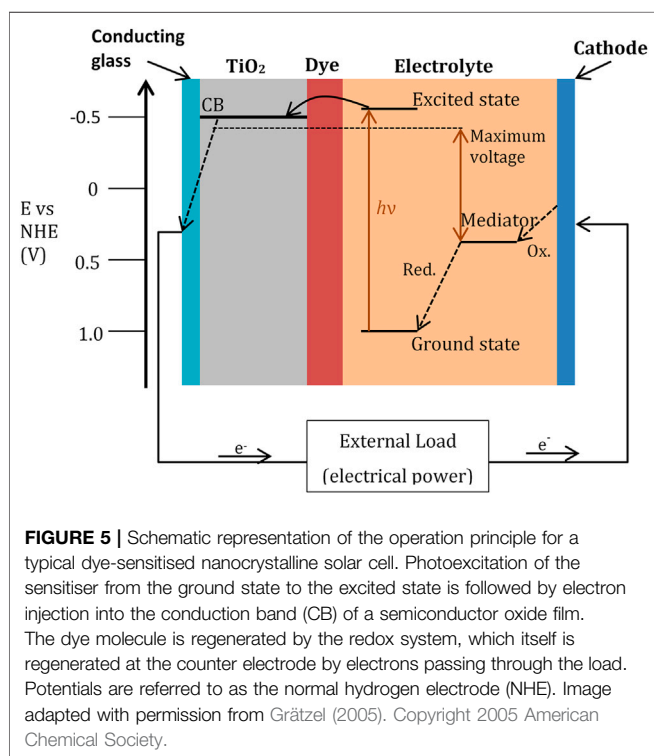 Conducting
glass
TiO₂ Dye Electrolyte
Cathode
CB
Excited state
-0.5
Maximum
voltage
0
hν
E vs
NHE
(V)
Mediator
0.5
Red.
Ox.
1.0
Ground state
e-
External Load
(electrical power)
e-
FIGURE 5 | Schematic representation of the operation principle for a
typical dye-sensitised nanocrystalline solar cell. Photoexcitation of the
sensitiser from the ground state to the excited state is followed by electron
injection into the conduction band (CB) of a semiconductor oxide film.
The dye molecule is regenerated by the redox system, which itself is
regenerated at the counter electrode by electrons passing through the load.
Potentials are referred to as the normal hydrogen electrode (NHE). Image
adapted with permission from Grätzel (2005). Copyright 2005 American
Chemical Society.